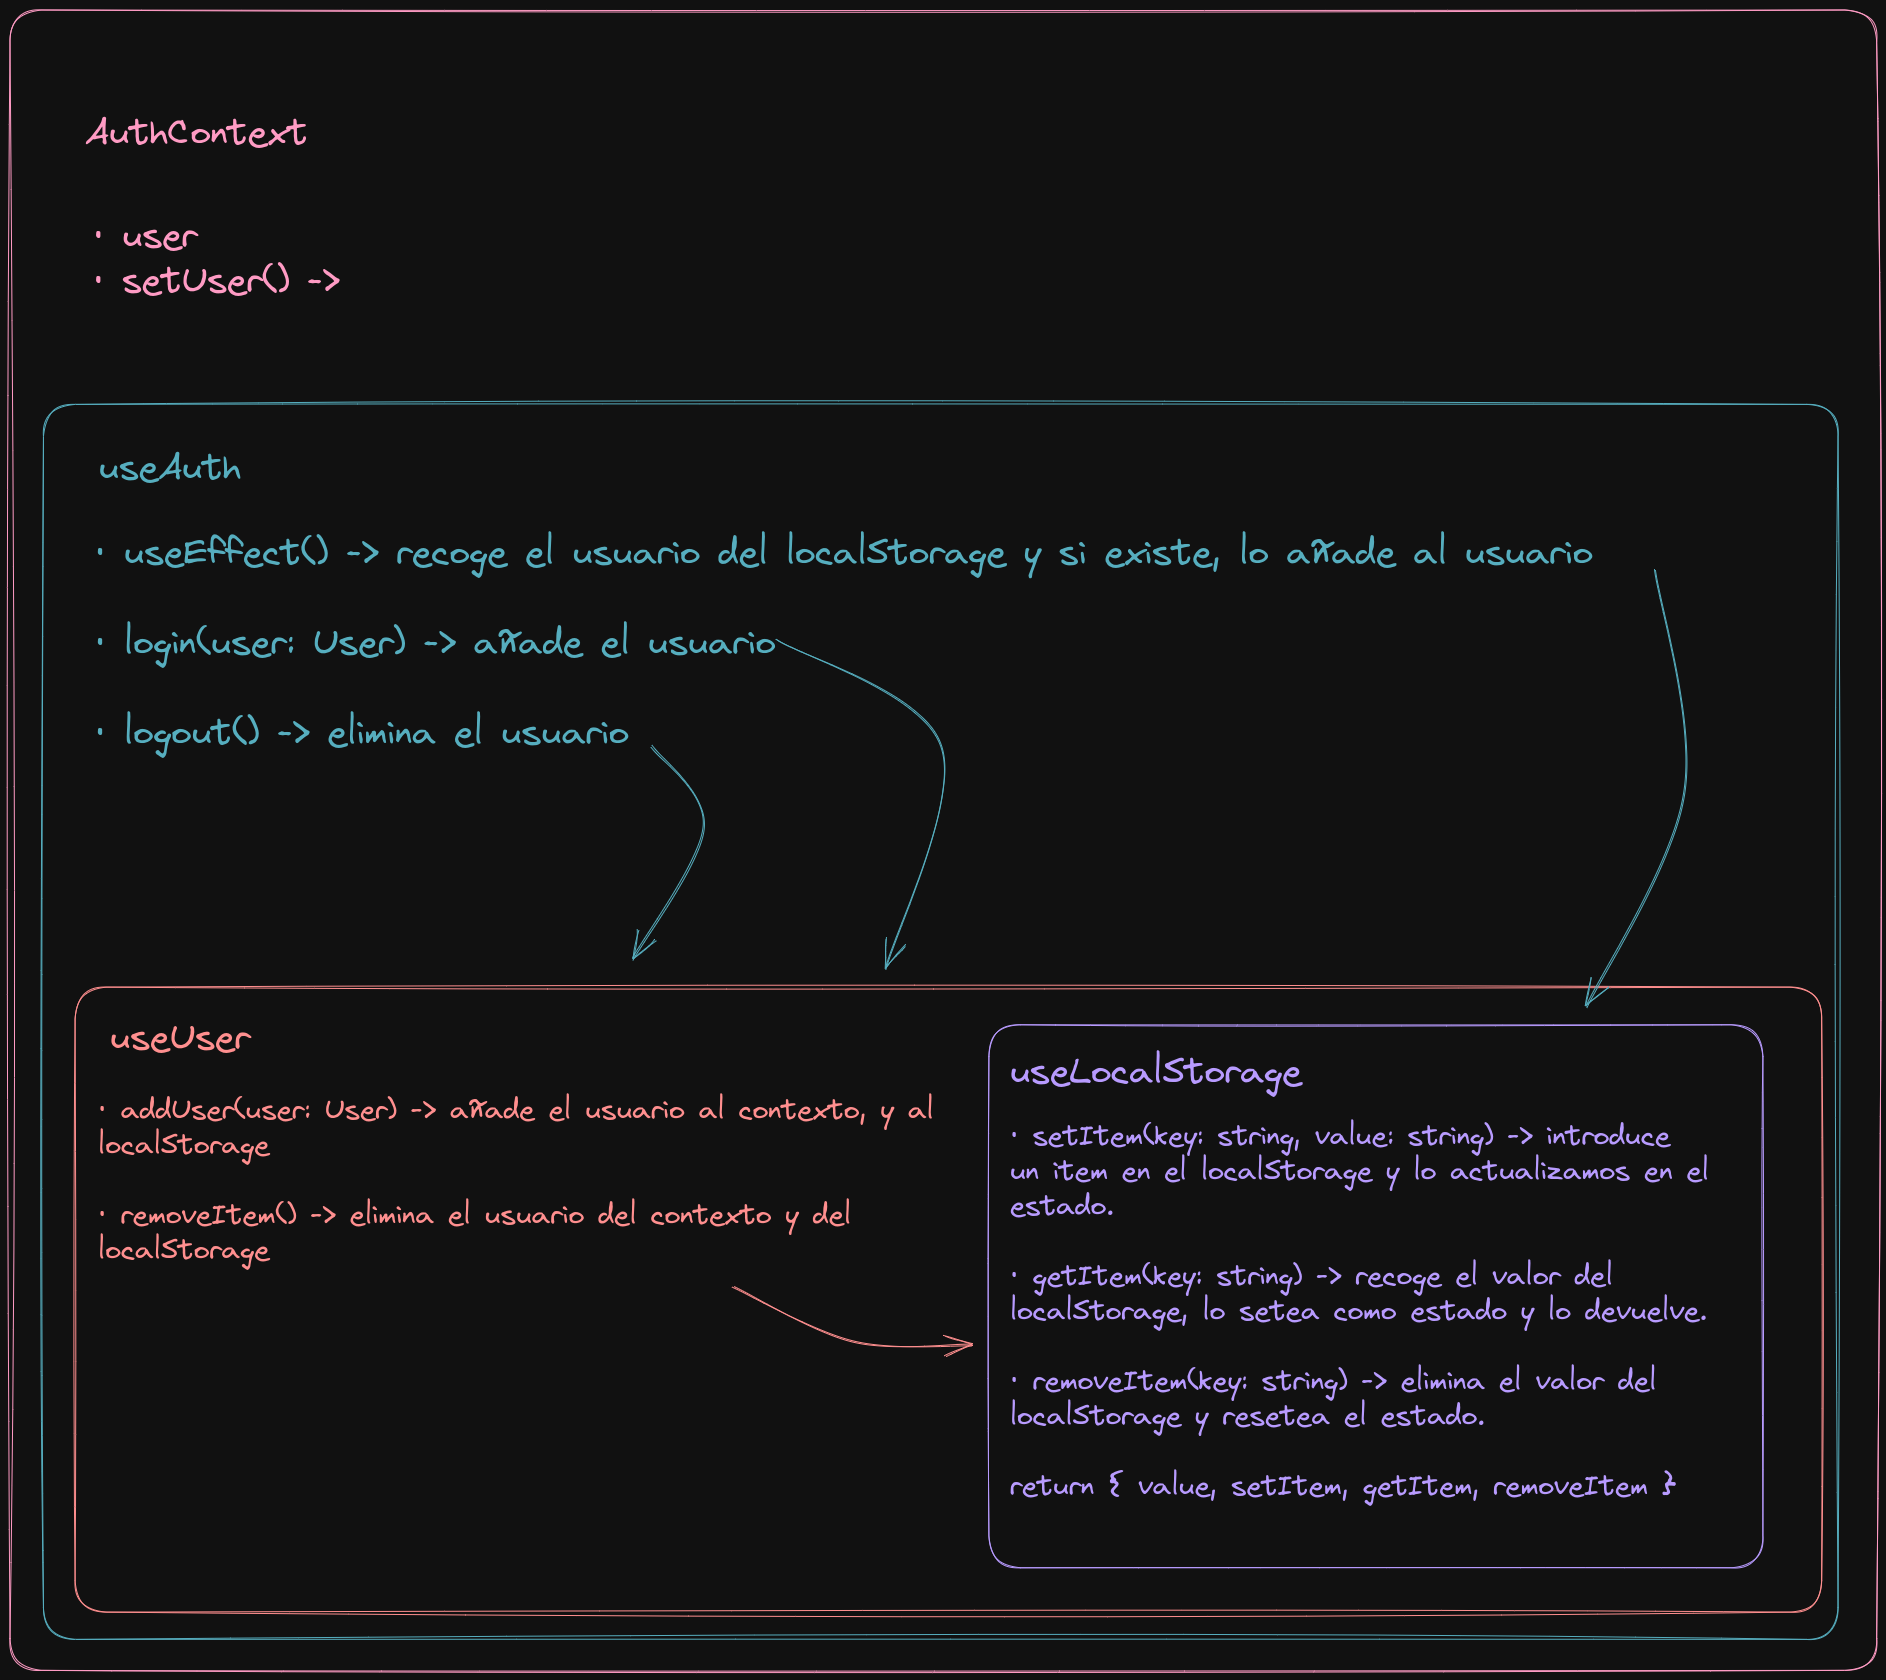 AuthContext
· user
· setUser() ->
useAuth
· useEffect() -> recoge el usuario del localStorage y si existe, lo añade al usuario
· login(user: User) -> añade el usuario
· logout() -> elimina el usuario
useUser
· addUser(user: User) -> añade el usuario al contexto, y al
localStorage
· removeItem() -> elimina el usuario del contexto y del
localStorage
useLocalStorage
· setItem(key: string, value: string) -> introduce
un item en el localStorage y lo actualizamos en el
estado.
· getItem(key: string) -> recoge el valor del
localStorage, lo setea como estado y lo devuelve.
· removeItem(key: string) -> elimina el valor del
localStorage y resetea el estado.
return { value, setItem, getItem, removeItem }